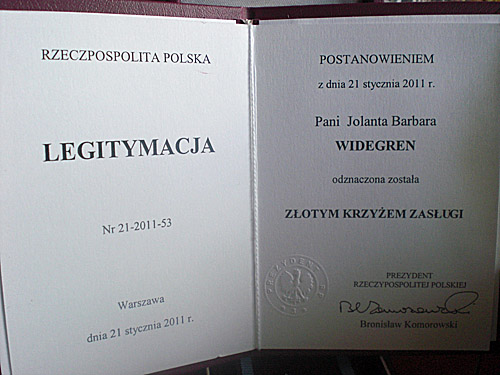 RZECZPOSPOLITA POLSKA
LEGITYMACJA
Nr 21-2011-53
Warszawa
dnia 21 stycznia 2011 r.
POSTANOWIENIEM
z dnia 21 stycznia 2011 r.
Pani Jolanta Barbara
WIDEGREN
odznaczona została
ZŁOTYM KRZYŻEM ZASŁUGI
PREZYDENT
RZECZYPOSPOLITEJ POLSKIEJ
Bronisław Komorowski